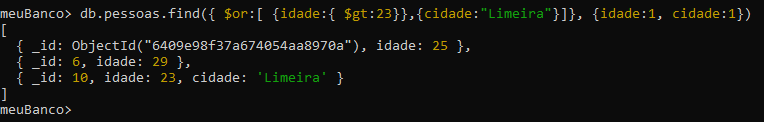 meuBanco> db.pessoas.find({ $or:[ {idade:{ $gt:23}},{cidade:"Limeira"}]}, {idade:1, cidade:1})
[
  { _id: ObjectId("6409e98f37a674054aa8970a"), idade: 25 },
  { _id: 6, idade: 29 },
  { _id: 10, idade: 23, cidade: 'Limeira' }
]
meuBanco>